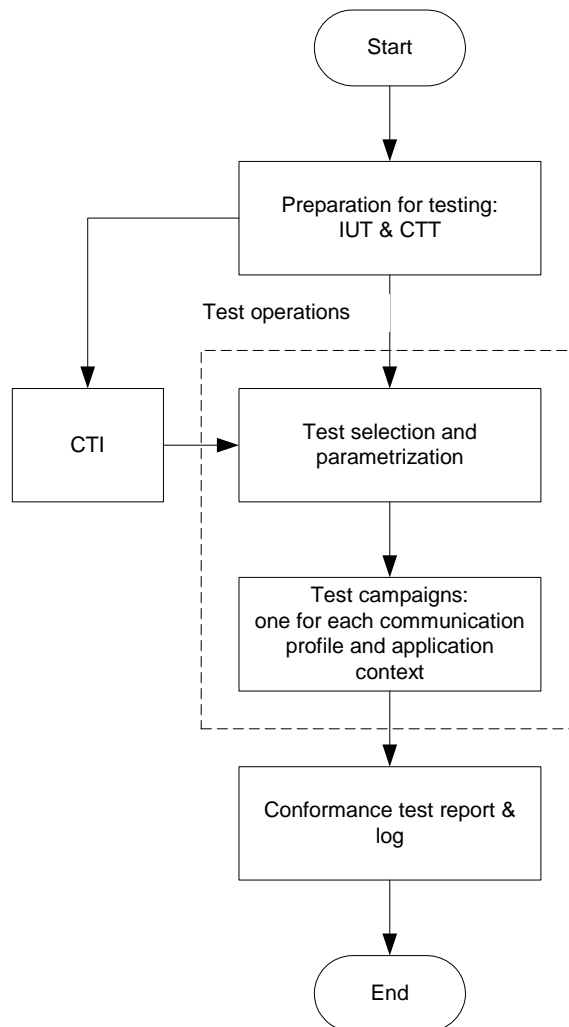 Start
Preparation for testing:
IUT & CTT
Test operations
CTI
Test selection and
parametrization
Test campaigns:
one for each communication
profile and application
context
Conformance test report &
log
End